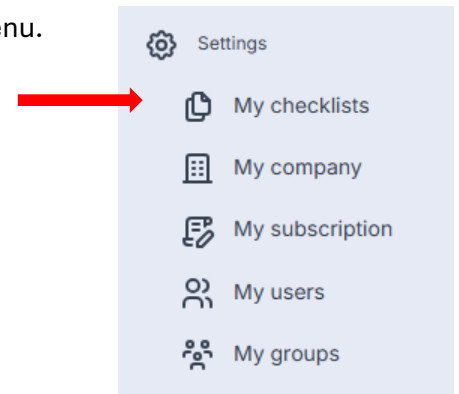 enu.
Settings
My checklists
My company
My subscription
My users
My groups